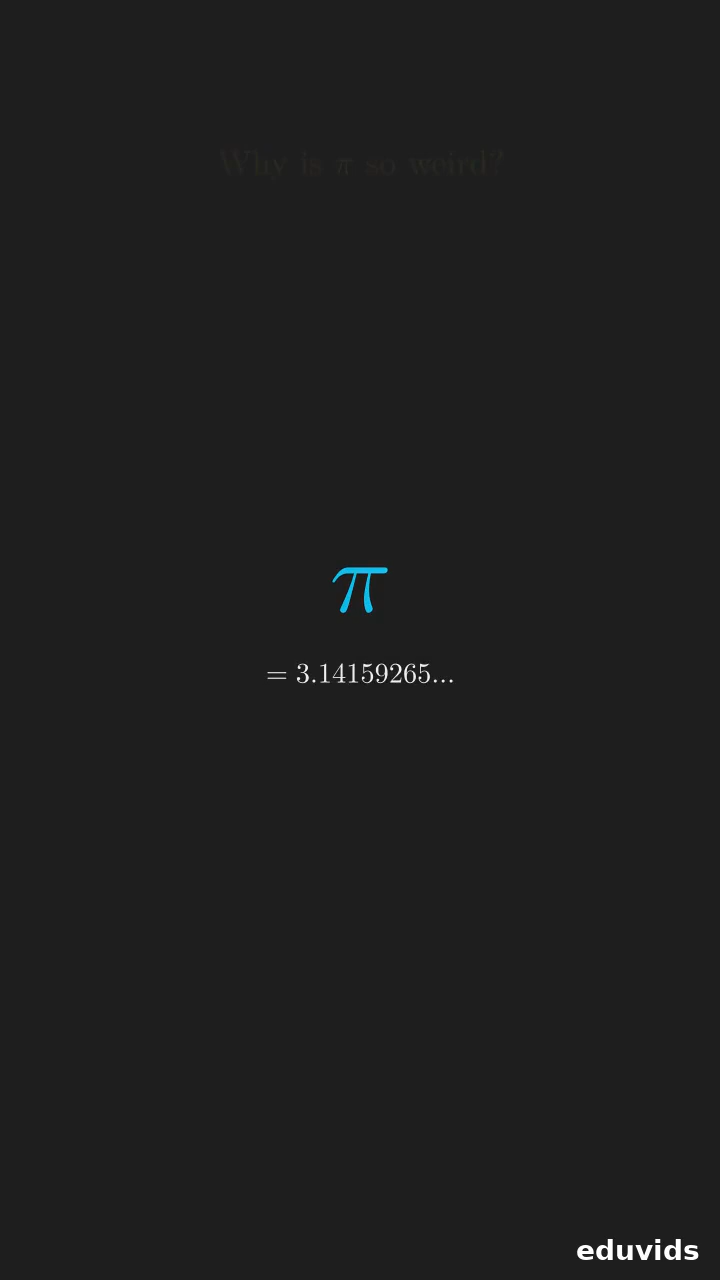 Why is π so weird?
π
= 3.14159265...
eduvids